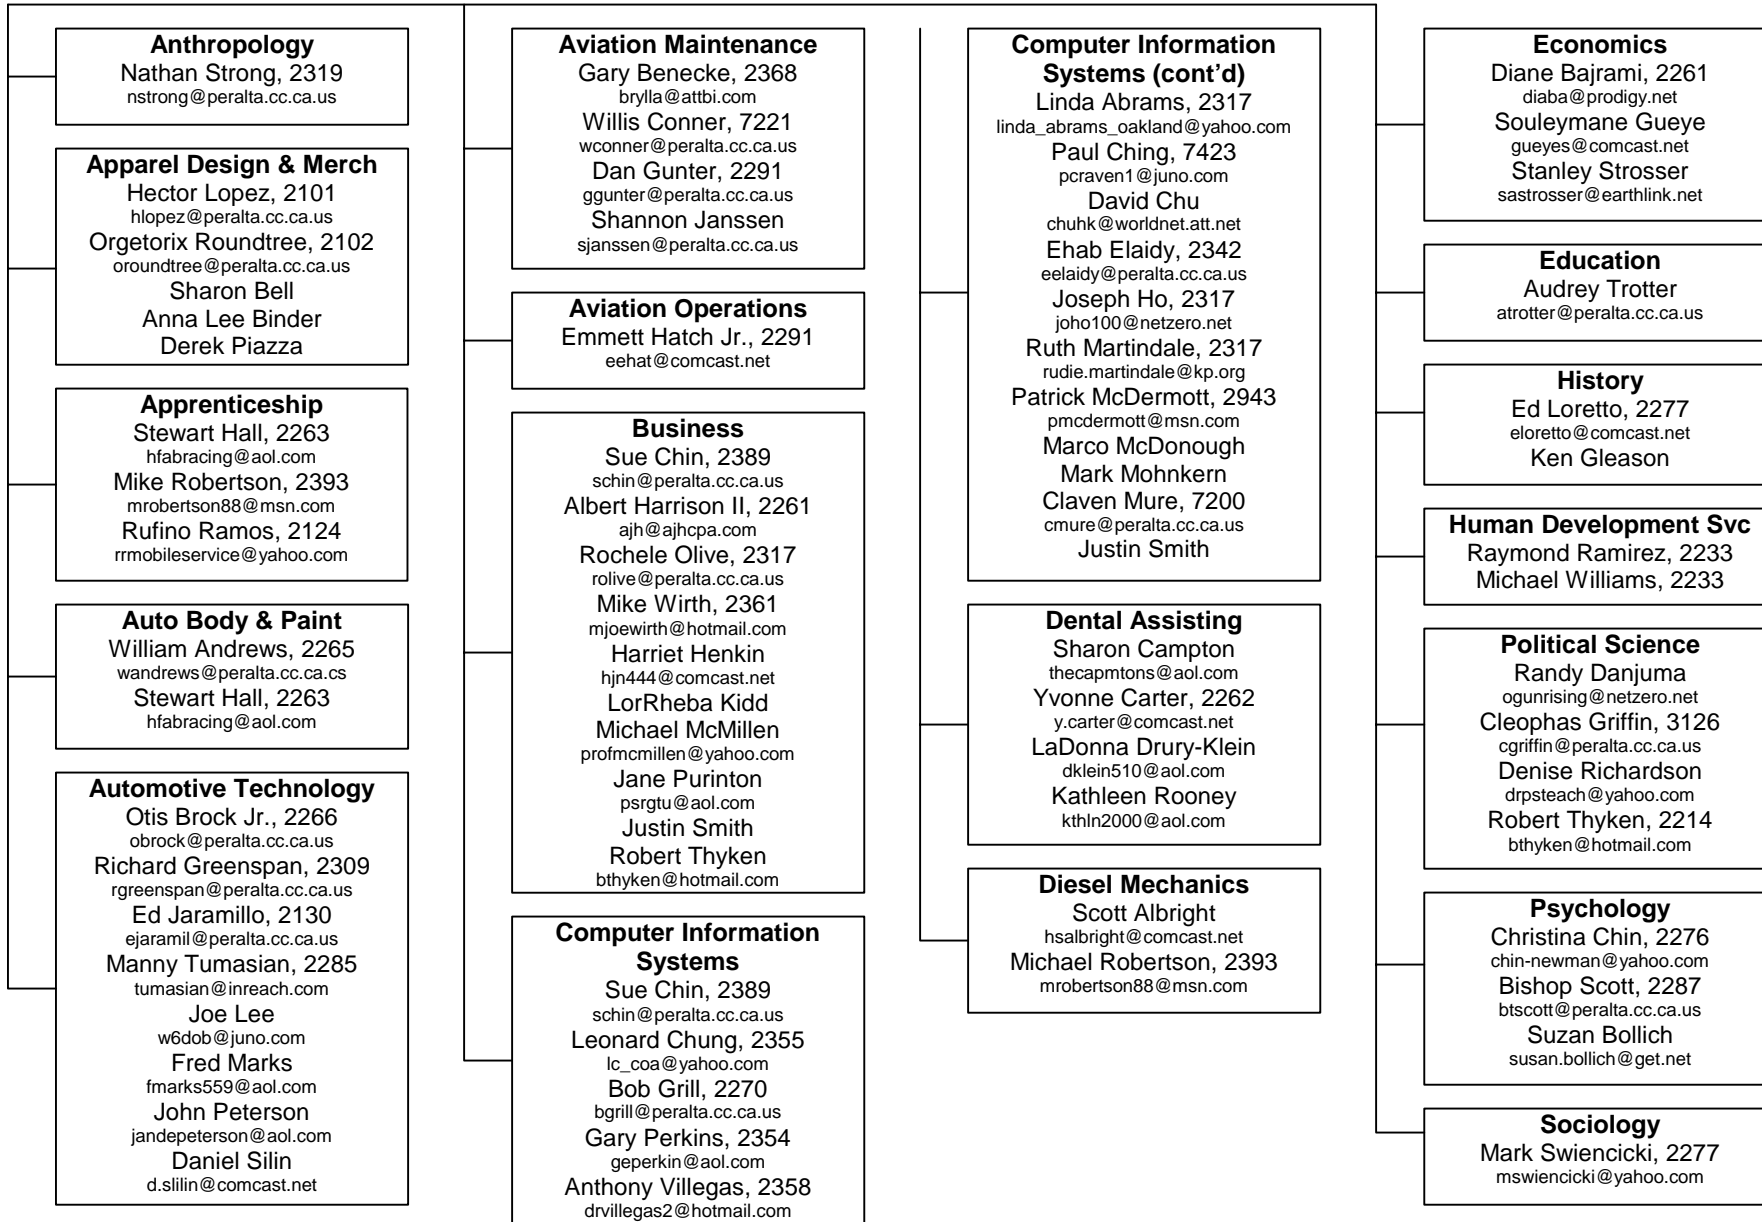 Anthropology
Nathan Strong, 2319
nstrong@peralta.cc.ca.us
Apparel Design & Merch
Hector Lopez, 2101
hlopez@peralta.cc.ca.us
Orgetorix Roundtree, 2102
oroundtree@peralta.cc.ca.us
Sharon Bell
Anna Lee Binder
Derek Piazza
Apprenticeship
Stewart Hall, 2263
hfabracing@aol.com
Mike Robertson, 2393
mrobertson88@msn.com
Rufino Ramos, 2124
rrmobileservice@yahoo.com
Auto Body & Paint
William Andrews, 2265
wandrews@peralta.cc.ca.cs
Stewart Hall, 2263
hfabracing@aol.com
Automotive Technology
Otis Brock Jr., 2266
obrock@peralta.cc.ca.us
Richard Greenspan, 2309
rgreenspan@peralta.cc.ca.us
Ed Jaramillo, 2130
ejaramil@peralta.cc.ca.us
Manny Tumasian, 2285
tumasian@inreach.com
Joe Lee
w6dob@juno.com
Fred Marks
fmarks559@aol.com
John Peterson
jandepeterson@aol.com
Daniel Silin
d.slilin@comcast.net
Aviation Maintenance
Gary Benecke, 2368
brylla@attbi.com
Willis Conner, 7221
wconner@peralta.cc.ca.us
Dan Gunter, 2291
ggunter@peralta.cc.ca.us
Shannon Janssen
sjanssen@peralta.cc.ca.us
Aviation Operations
Emmett Hatch Jr., 2291
eehat@comcast.net
Business
Sue Chin, 2389
schin@peralta.cc.ca.us
Albert Harrison II, 2261
ajh@ajhcpa.com
Rochele Olive, 2317
rolive@peralta.cc.ca.us
Mike Wirth, 2361
mjoewirth@hotmail.com
Harriet Henkin
hjn444@comcast.net
LorRheba Kidd
Michael McMillen
profmcmillen@yahoo.com
Jane Purinton
psrgtu@aol.com
Justin Smith
Robert Thyken
bthyken@hotmail.com
Computer Information
Systems
Sue Chin, 2389
schin@peralta.cc.ca.us
Leonard Chung, 2355
lc_coa@yahoo.com
Bob Grill, 2270
bgrill@peralta.cc.ca.us
Gary Perkins, 2354
geperkin@aol.com
Anthony Villegas, 2358
drvillegas2@hotmail.com
Computer Information
Systems (cont’d)
Linda Abrams, 2317
linda_abrams_oakland@yahoo.com
Paul Ching, 7423
pcraven1@juno.com
David Chu
chuhk@worldnet.att.net
Ehab Elaidy, 2342
eelaidy@peralta.cc.ca.us
Joseph Ho, 2317
joho100@netzero.net
Ruth Martindale, 2317
rudie.martindale@kp.org
Patrick McDermott, 2943
pmcdermott@msn.com
Marco McDonough
Mark Mohnkern
Claven Mure, 7200
cmure@peralta.cc.ca.us
Justin Smith
Dental Assisting
Sharon Campton
thecapmtons@aol.com
Yvonne Carter, 2262
y.carter@comcast.net
LaDonna Drury-Klein
dklein510@aol.com
Kathleen Rooney
kthln2000@aol.com
Diesel Mechanics
Scott Albright
hsalbright@comcast.net
Michael Robertson, 2393
mrobertson88@msn.com
Economics
Diane Bajrami, 2261
diaba@prodigy.net
Souleymane Gueye
gueyes@comcast.net
Stanley Strosser
sastrosser@earthlink.net
Education
Audrey Trotter
atrotter@peralta.cc.ca.us
History
Ed Loretto, 2277
eloretto@comcast.net
Ken Gleason
Human Development Svc
Raymond Ramirez, 2233
Michael Williams, 2233
Political Science
Randy Danjuma
ogunrising@netzero.net
Cleophas Griffin, 3126
cgriffin@peralta.cc.ca.us
Denise Richardson
drpsteach@yahoo.com
Robert Thyken, 2214
bthyken@hotmail.com
Psychology
Christina Chin, 2276
chin-newman@yahoo.com
Bishop Scott, 2287
btscott@peralta.cc.ca.us
Suzan Bollich
susan.bollich@get.net
Sociology
Mark Swiencicki, 2277
mswiencicki@yahoo.com